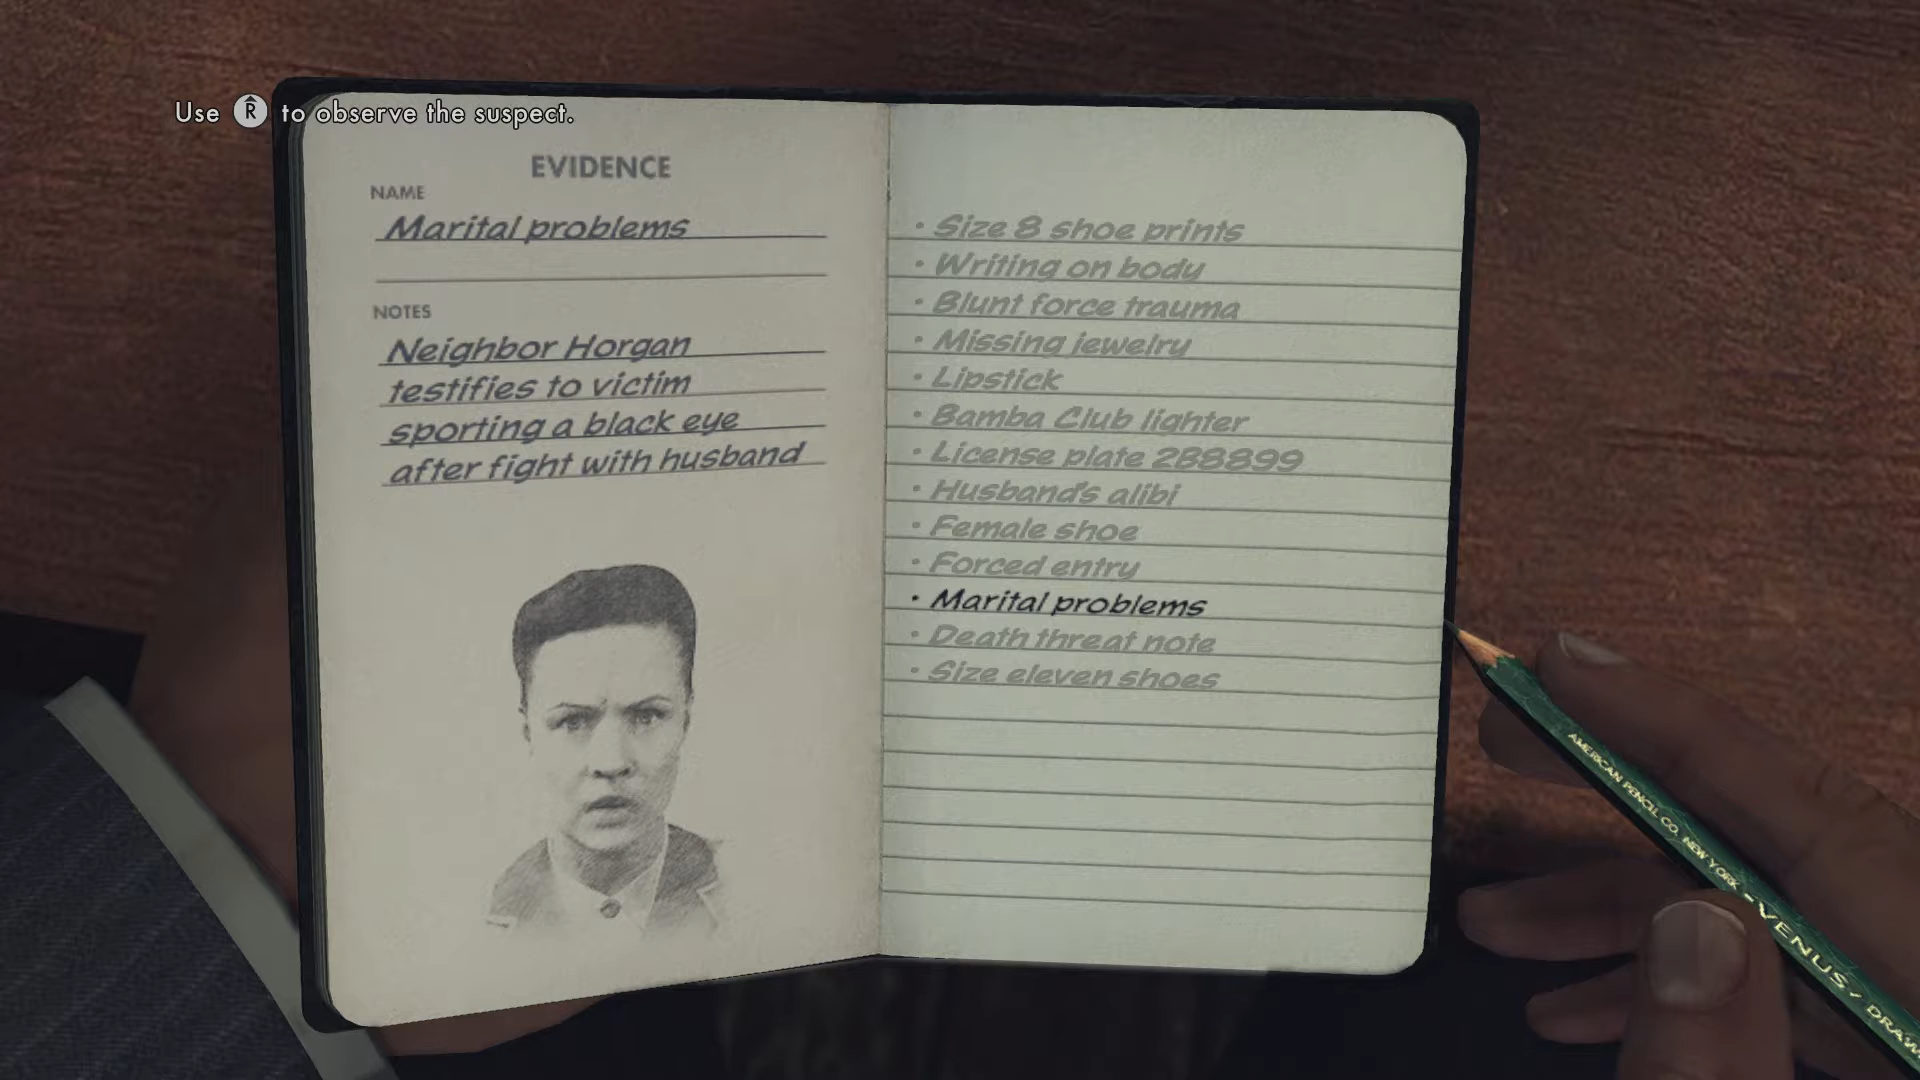 Use R to observe the suspect.
EVIDENCE
NAME
Marital problems
NOTES
Neighbor Horgan
testifies to victim
sporting a black eye
after fight with husband
• Size 8 shoe prints
• Writing on body
• Blunt force trauma
• Missing jewelry
• Lipstick
• Bamba Club lighter
• License plate 2B8899
• Husband's alibi
• Female shoe
• Forced entry
• Marital problems
• Death threat note
• Size eleven shoes
AMERICAN PENCIL CO. NEW YORK - VENUS / DRAW